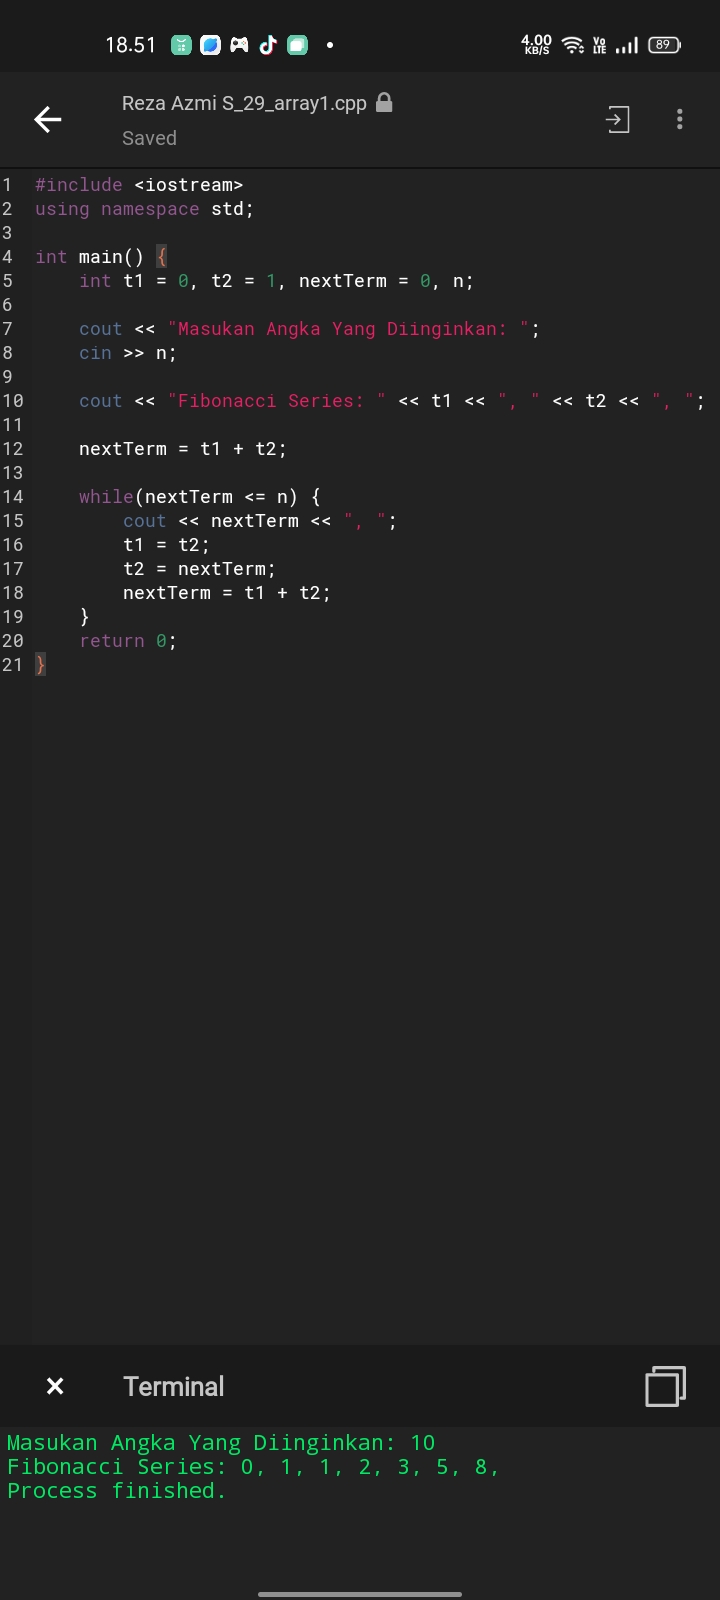 18.51 4.00 KB/S Vo LTE 89
Reza Azmi S_29_array1.cpp
Saved
1 #include <iostream>
2 using namespace std;
3
4 int main() {
5     int t1 = 0, t2 = 1, nextTerm = 0, n;
6
7     cout << "Masukan Angka Yang Diinginkan: ";
8     cin >> n;
9
10     cout << "Fibonacci Series: " << t1 << ", " << t2 << ", ";
11
12     nextTerm = t1 + t2;
13
14     while(nextTerm <= n) {
15         cout << nextTerm << ", ";
16         t1 = t2;
17         t2 = nextTerm;
18         nextTerm = t1 + t2;
19     }
20     return 0;
21 }
Terminal
Masukan Angka Yang Diinginkan: 10
Fibonacci Series: 0, 1, 1, 2, 3, 5, 8,
Process finished.